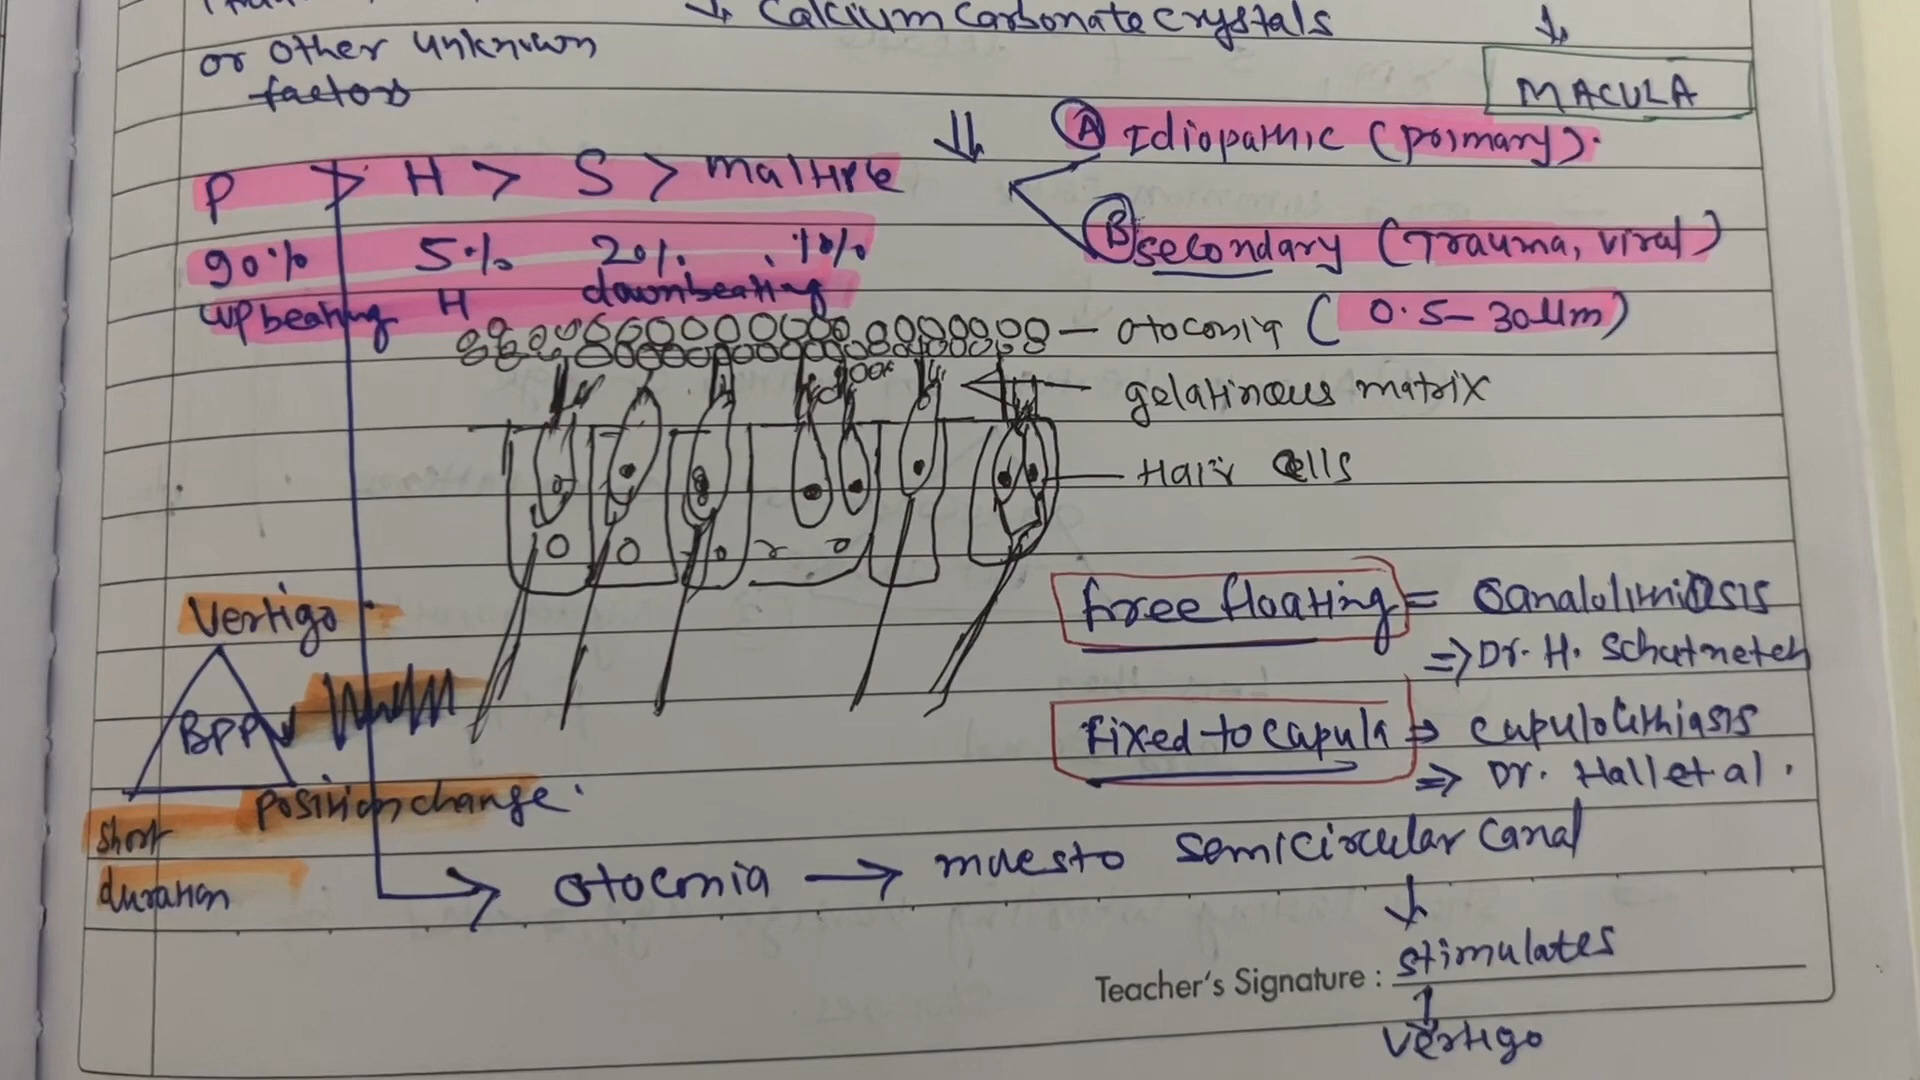 Calcium Carbonate crystals
or other unknown
factors
MACULA
A Idiopathic (primary).
P > H > S > multiple
B secondary (Trauma, viral)
90% 5% 2% 1%
upbeating H downbeating
otoconia (0.5-30um)
gelatinous matrix
Hair cells
Vertigo
free floating = Canalolithiasis
=> Dr. H.
BPPV
Fixed to capula => capulolithiasis
=> Dr. Hall et al.
position change.
short
duration
otoconia → moves to semicircular canal
stimulates
Teacher's Signature :
vertigo